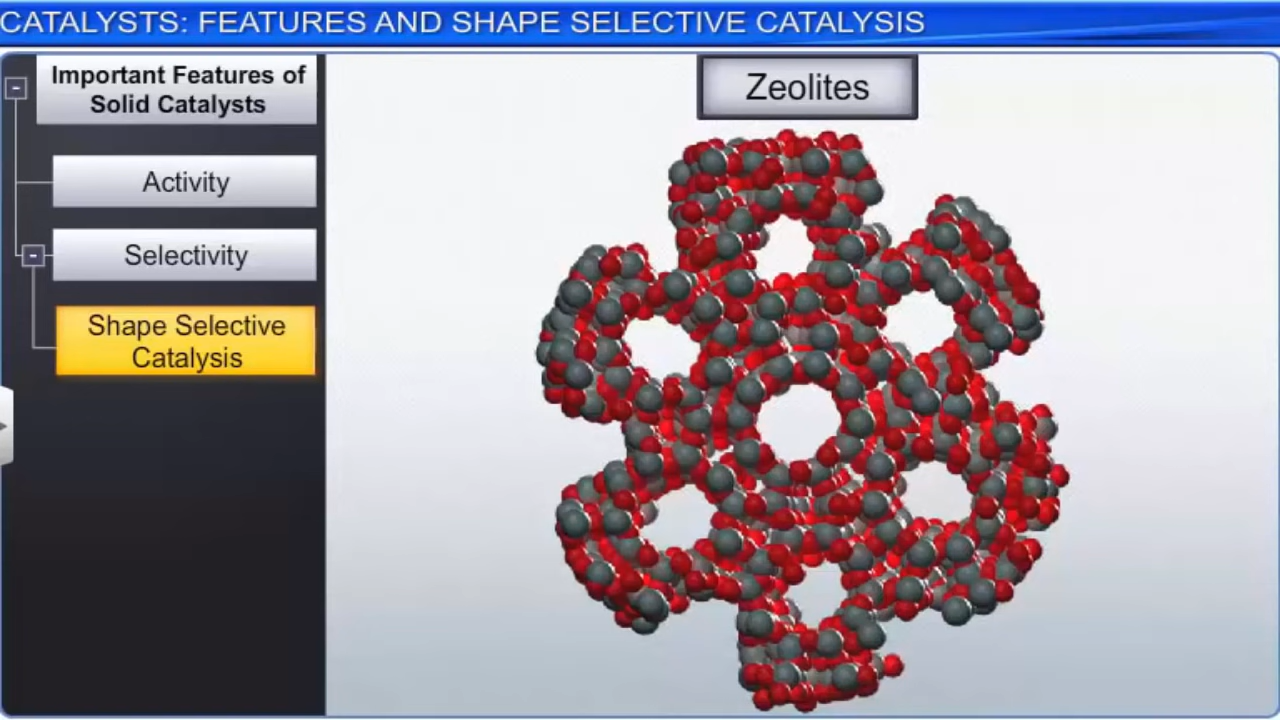 CATALYSTS: FEATURES AND SHAPE SELECTIVE CATALYSIS
Important Features of
Solid Catalysts
Activity
Selectivity
Shape Selective
Catalysis
Zeolites